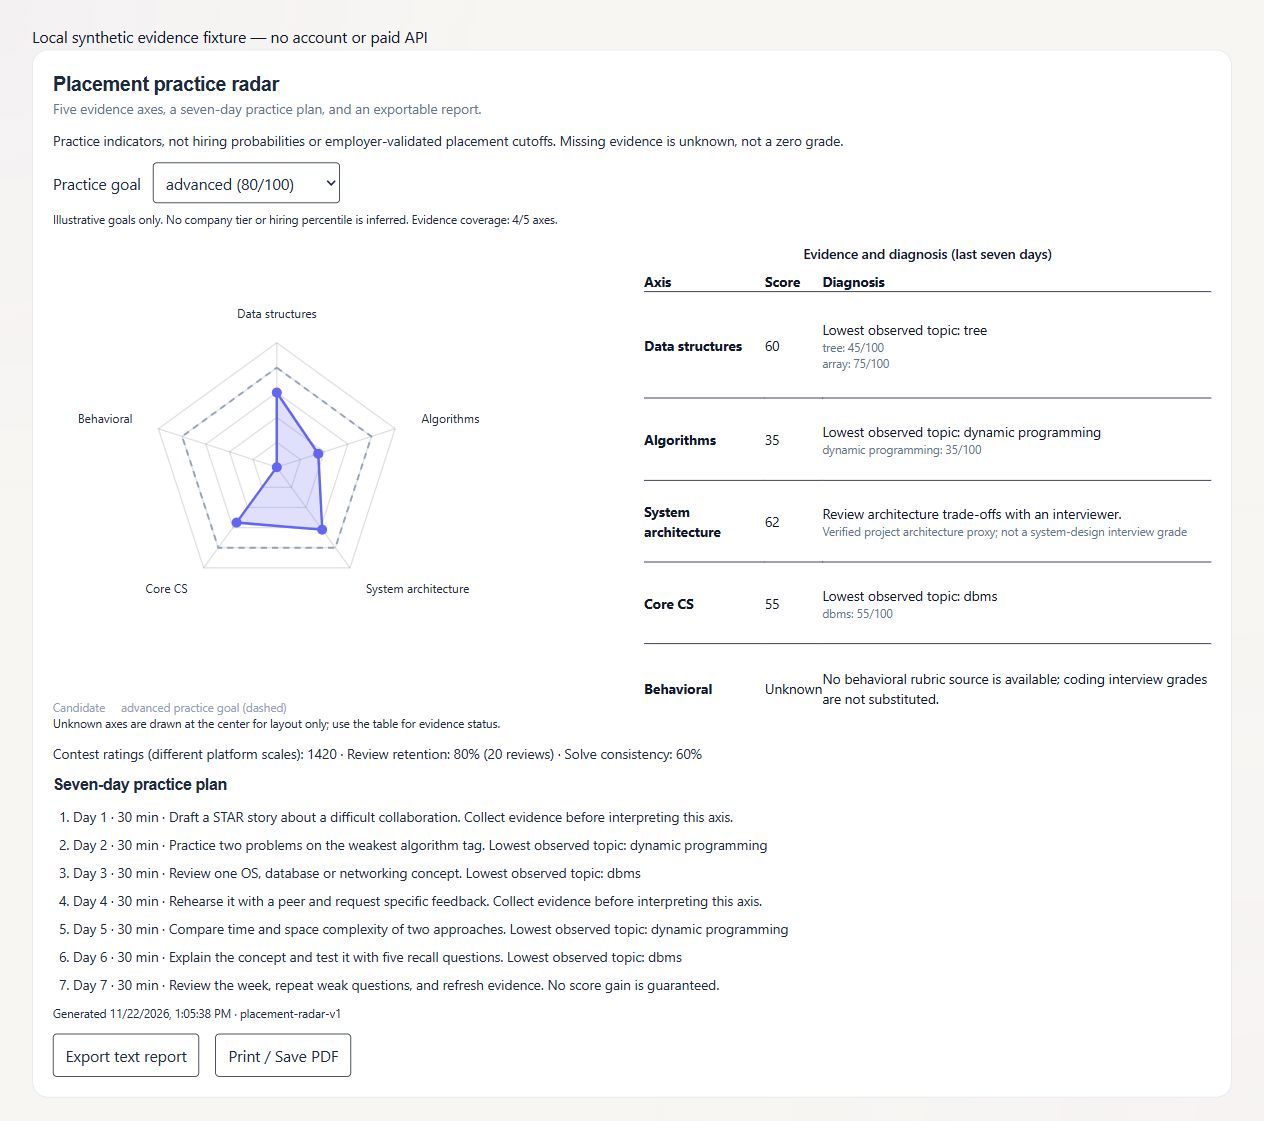 Local synthetic evidence fixture — no account or paid API
Placement practice radar
Five evidence axes, a seven-day practice plan, and an exportable report.
Practice indicators, not hiring probabilities or employer-validated placement cutoffs. Missing evidence is unknown, not a zero grade.
Practice goal
advanced (80/100)
Illustrative goals only. No company tier or hiring percentile is inferred. Evidence coverage: 4/5 axes.
Data structures
Behavioral
Algorithms
Core CS
System architecture
Candidate advanced practice goal (dashed)
Unknown axes are drawn at the center for layout only; use the table for evidence status.
Evidence and diagnosis (last seven days)
Axis Score Diagnosis
Data structures 60 Lowest observed topic: tree
tree: 45/100
array: 75/100
Algorithms 35 Lowest observed topic: dynamic programming
dynamic programming: 35/100
System architecture 62 Review architecture trade-offs with an interviewer.
Verified project architecture proxy; not a system-design interview grade
Core CS 55 Lowest observed topic: dbms
dbms: 55/100
Behavioral Unknown No behavioral rubric source is available; coding interview grades
are not substituted.
Contest ratings (different platform scales): 1420 · Review retention: 80% (20 reviews) · Solve consistency: 60%
Seven-day practice plan
1. Day 1 · 30 min · Draft a STAR story about a difficult collaboration. Collect evidence before interpreting this axis.
2. Day 2 · 30 min · Practice two problems on the weakest algorithm tag. Lowest observed topic: dynamic programming
3. Day 3 · 30 min · Review one OS, database or networking concept. Lowest observed topic: dbms
4. Day 4 · 30 min · Rehearse it with a peer and request specific feedback. Collect evidence before interpreting this axis.
5. Day 5 · 30 min · Compare time and space complexity of two approaches. Lowest observed topic: dynamic programming
6. Day 6 · 30 min · Explain the concept and test it with five recall questions. Lowest observed topic: dbms
7. Day 7 · 30 min · Review the week, repeat weak questions, and refresh evidence. No score gain is guaranteed.
Generated 11/22/2026, 1:05:38 PM · placement-radar-v1
Export text report
Print / Save PDF